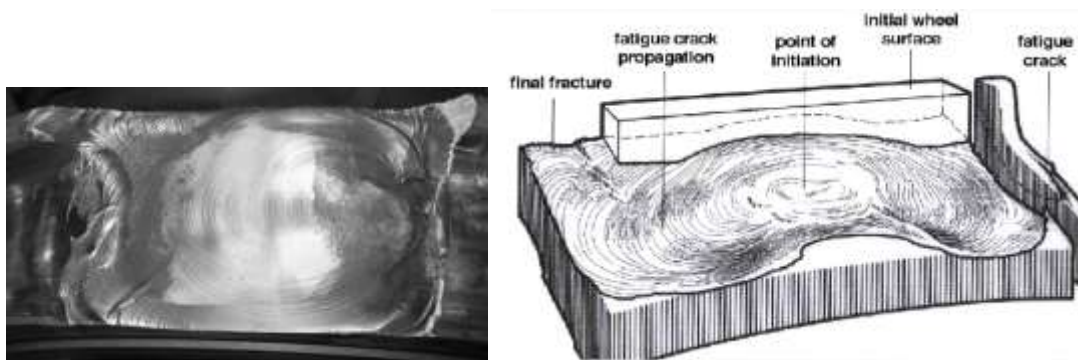 initial wheel
surface
fatigue crack
propagation
point of
initiation
fatigue
crack
final fracture